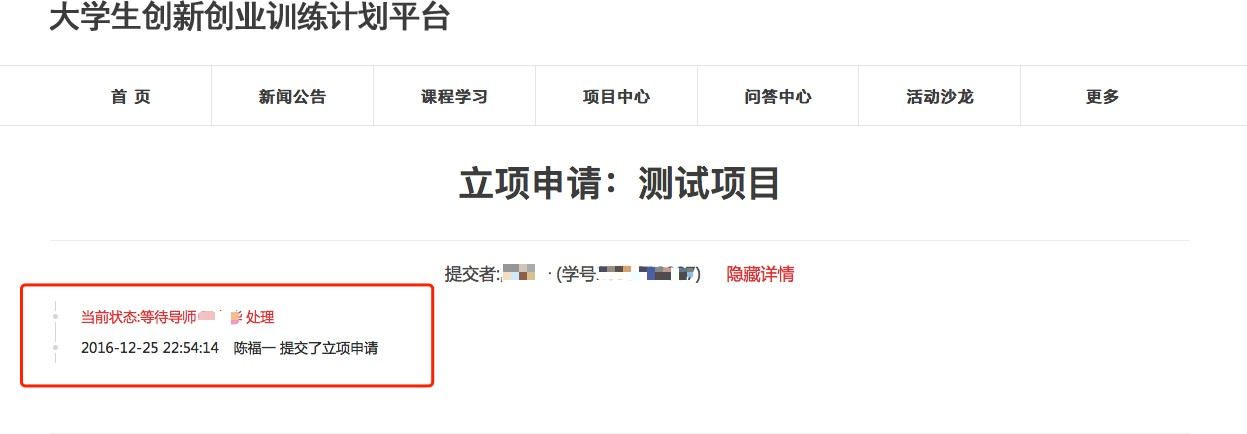 大学生创新创业训练计划平台
首 页 新闻公告 课程学习 项目中心 问答中心 活动沙龙 更多
立项申请：测试项目
提交者: · (学号 7) 隐藏详情
当前状态:等待导师 处理
2016-12-25 22:54:14 陈福一 提交了立项申请